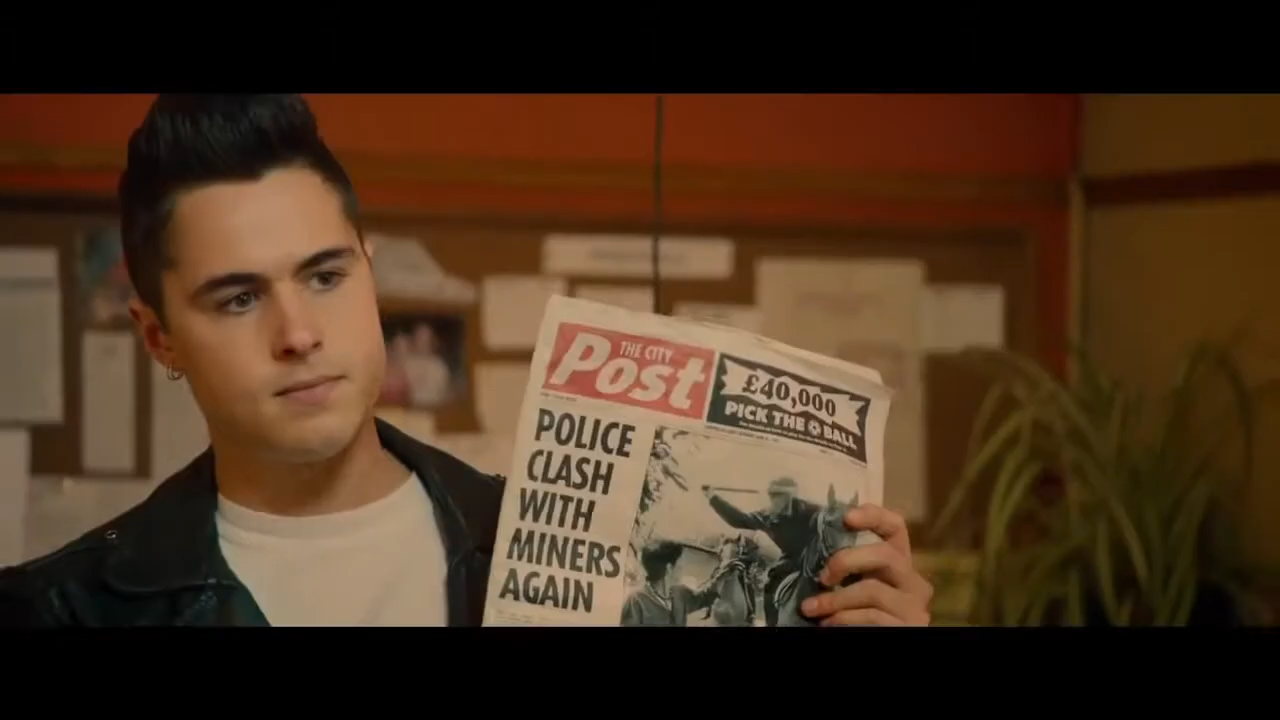 THE CITY
Post
£40,000
PICK THE BALL
POLICE
CLASH
WITH
MINERS
AGAIN